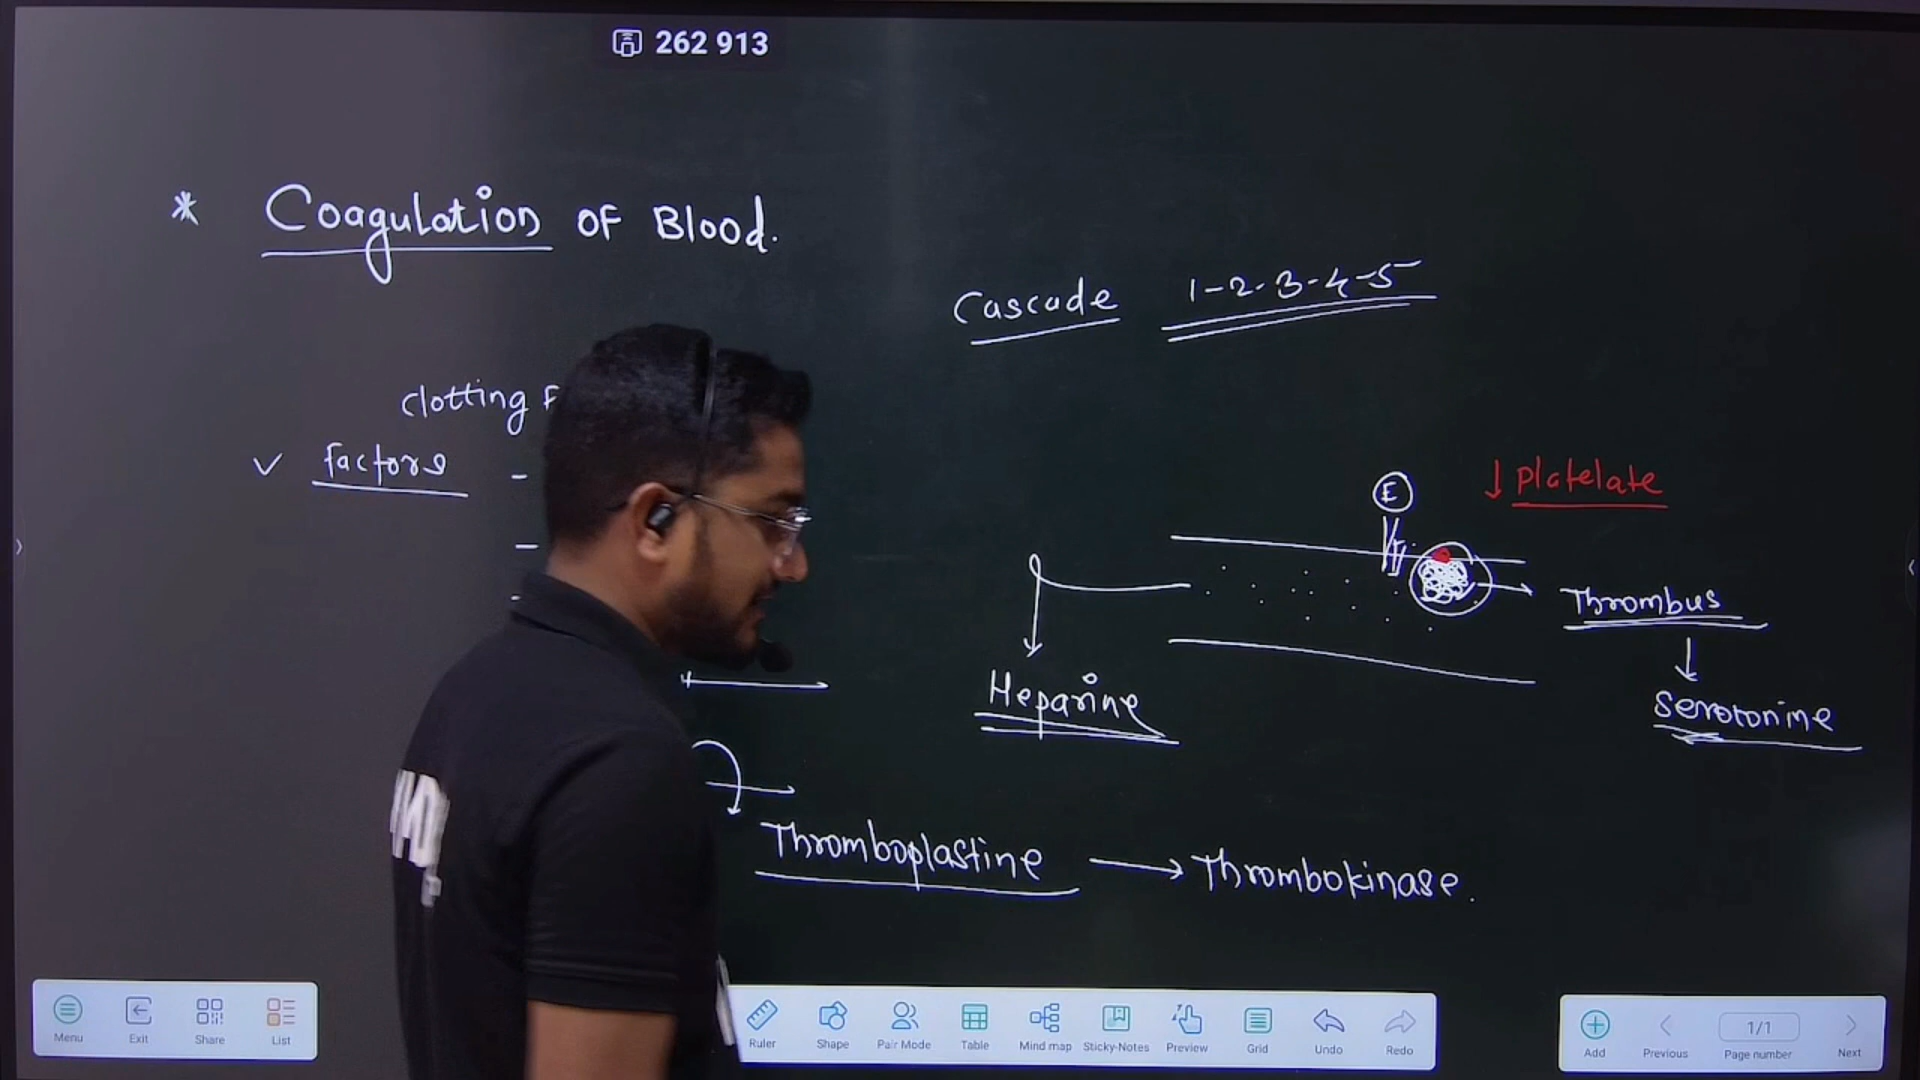 262 913
* Coagulation of Blood.
Cascade 1-2-3-4-5
clotting F
✓ factors -
-
-
E
↓ Platelate
Thrombus
↓
Serotonine
Heparine
Thromboplastine → Thrombokinase.
Menu Exit Share List
Ruler Shape Pair Mode Table Mind map Sticky-Notes Preview Grid Undo Redo
Add Previous 1/1 Page number Next